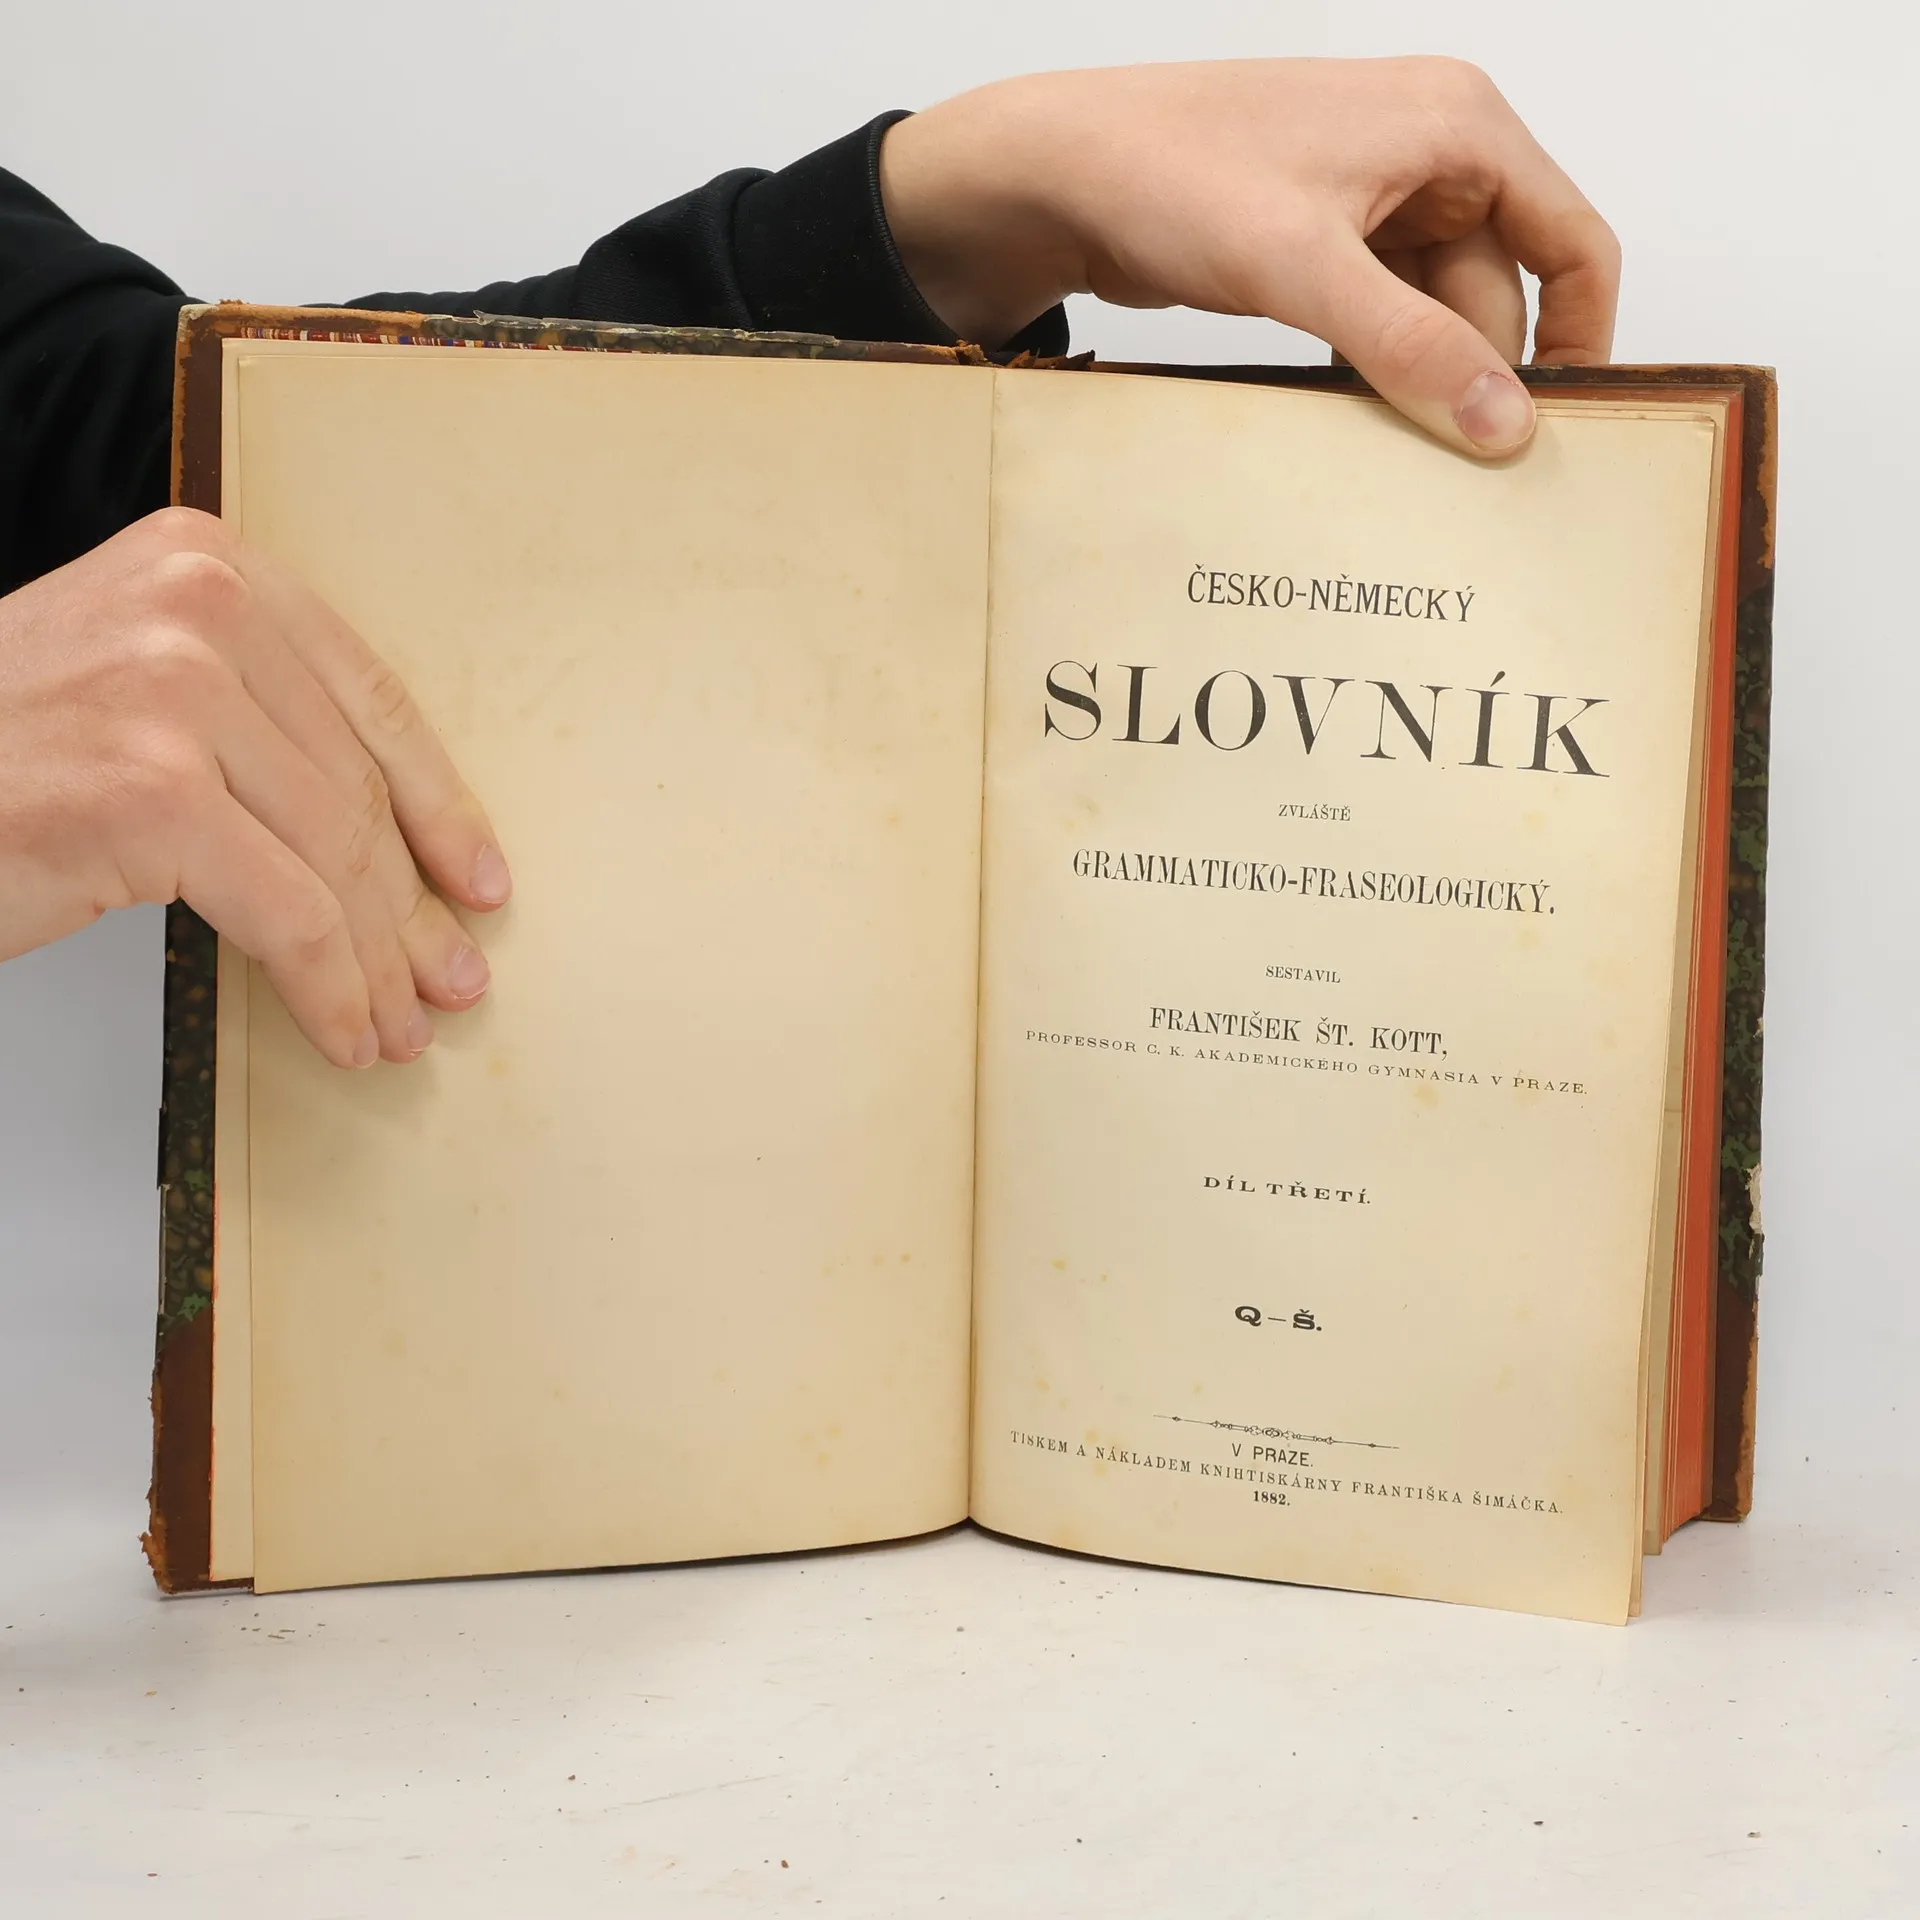 ČESKO-NĚMECKÝ
SLOVNÍK
ZVLÁŠTĚ
GRAMMATICKO-FRASEOLOGICKÝ.
SESTAVIL
FRANTIŠEK ŠT. KOTT,
PROFESSOR C. K. AKADEMICKÉHO GYMNASIA V PRAZE.
DÍL TŘETÍ.
Q – Š.
V PRAZE.
TISKEM A NÁKLADEM KNIHTISKÁRNY FRANTIŠKA ŠIMÁČKA.
1882.